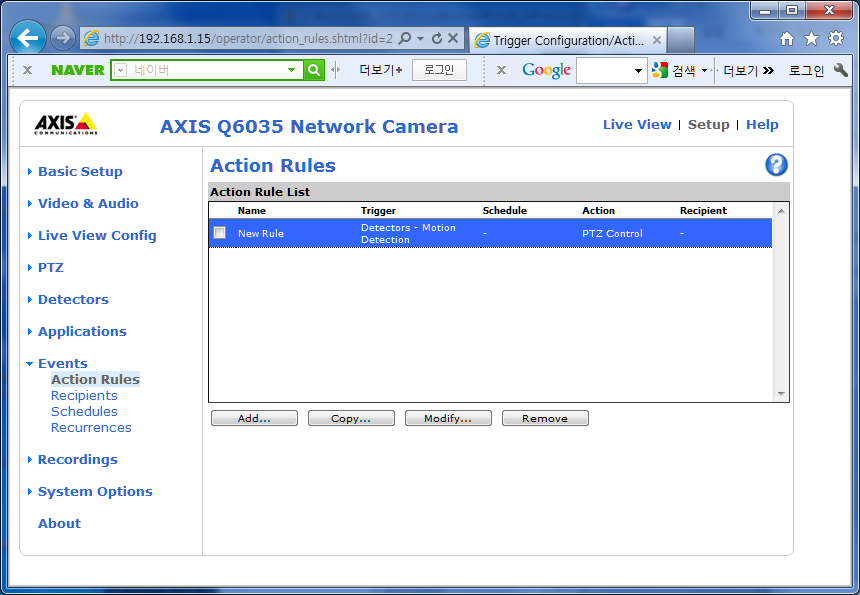 http://192.168.1.15/operator/action_rules.shtml?id=2
Trigger Configuration/Acti...
x NAVER 네이버 더보기+ 로그인 x Google 검색 더보기 » 로그인
AXIS
COMMUNICATIONS
AXIS Q6035 Network Camera
Live View | Setup | Help
Basic Setup
Video & Audio
Live View Config
PTZ
Detectors
Applications
Events
Action Rules
Recipients
Schedules
Recurrences
Recordings
System Options
About
Action Rules
?
Action Rule List
Name Trigger Schedule Action Recipient
New Rule Detectors - Motion Detection - PTZ Control -
Add... Copy... Modify... Remove